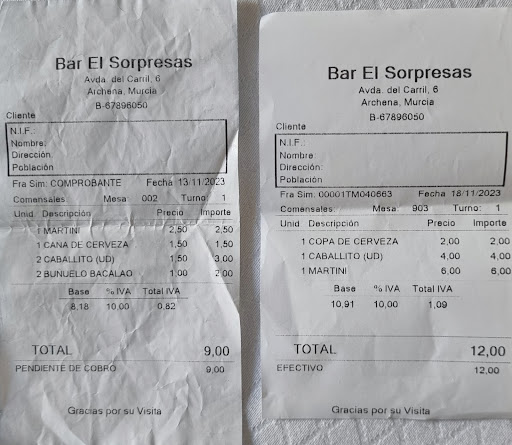 Bar El Sorpresas
Avda. del Carril, 6
Archena, Murcia
B-67896050
Cliente
N.I.F.:
Nombre:
Dirección:
Población
Fra Sim: COMPROBANTE Fecha 13/11/2023
Comensales: Mesa 002 Turno: 1
Unid Descripción Precio Importe
1 MARTINI 2,50 2,50
1 CANA DE CERVEZA 1,50 1,50
2 CABALLITO (UD) 1,50 3,00
2 BUNUELO BACALAO 1,00 2,00
Base % IVA Total IVA
8,18 10,00 0,82
TOTAL 9,00
PENDIENTE DE COBRO 9,00
Gracias por su Visita
Bar El Sorpresas
Avda. del Carril, 6
Archena, Murcia
B-67896050
Cliente
N.I.F.:
Nombre:
Dirección:
Población
Fra Sim: 00001TM040663 Fecha 18/11/2023
Comensales: Mesa: 903 Turno: 1
Unid Descripción Precio Importe
1 COPA DE CERVEZA 2,00 2,00
1 CABALLITO (UD) 4,00 4,00
1 MARTINI 6,00 6,00
Base % IVA Total IVA
10,91 10,00 1,09
TOTAL 12,00
EFECTIVO 12,00
Gracias por su Visita